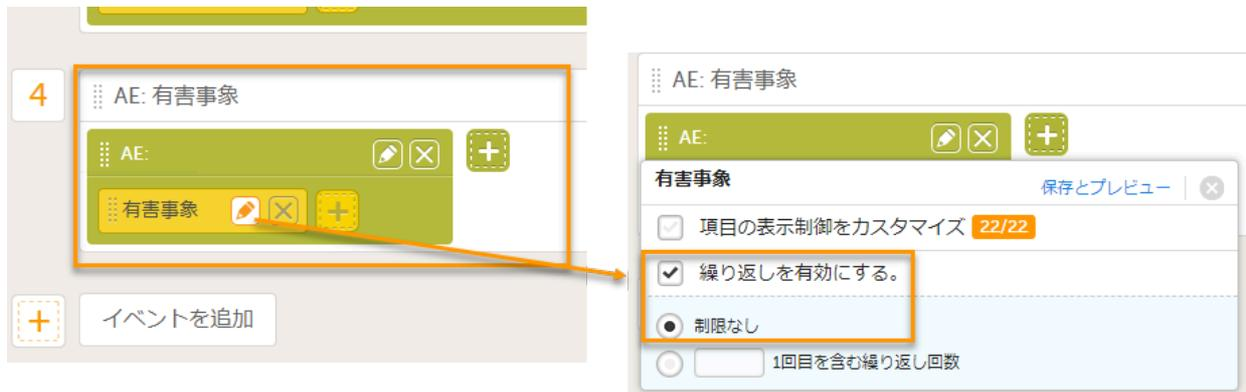 4
AE: 有害事象
AE:
有害事象
イベントを追加
AE: 有害事象
AE:
有害事象 保存とプレビュー
項目の表示制御をカスタマイズ 22/22
繰り返しを有効にする。
制限なし
1回目を含む繰り返し回数